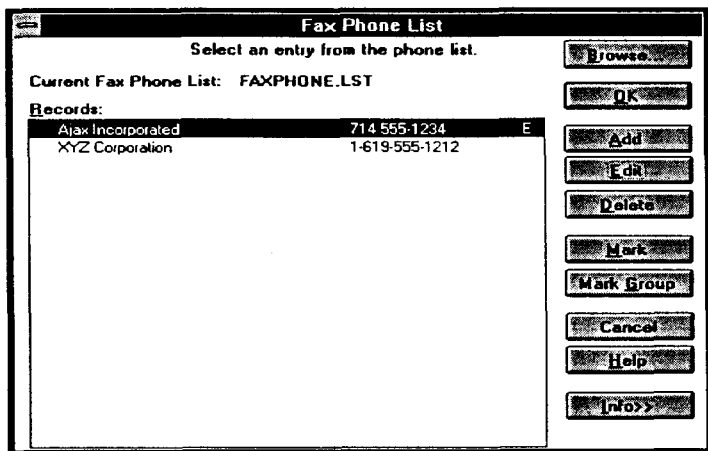 Fax Phone List
Select an entry from the phone list.
Current Fax Phone List: FAXPHONE.LST
Records:
Ajax Incorporated 714 555-1234 E
XYZ Corporation 1-619-555-1212
Browse...
OK
Add
Edit
Delete
Mark
Mark Group
Cancel
Help
Info>>